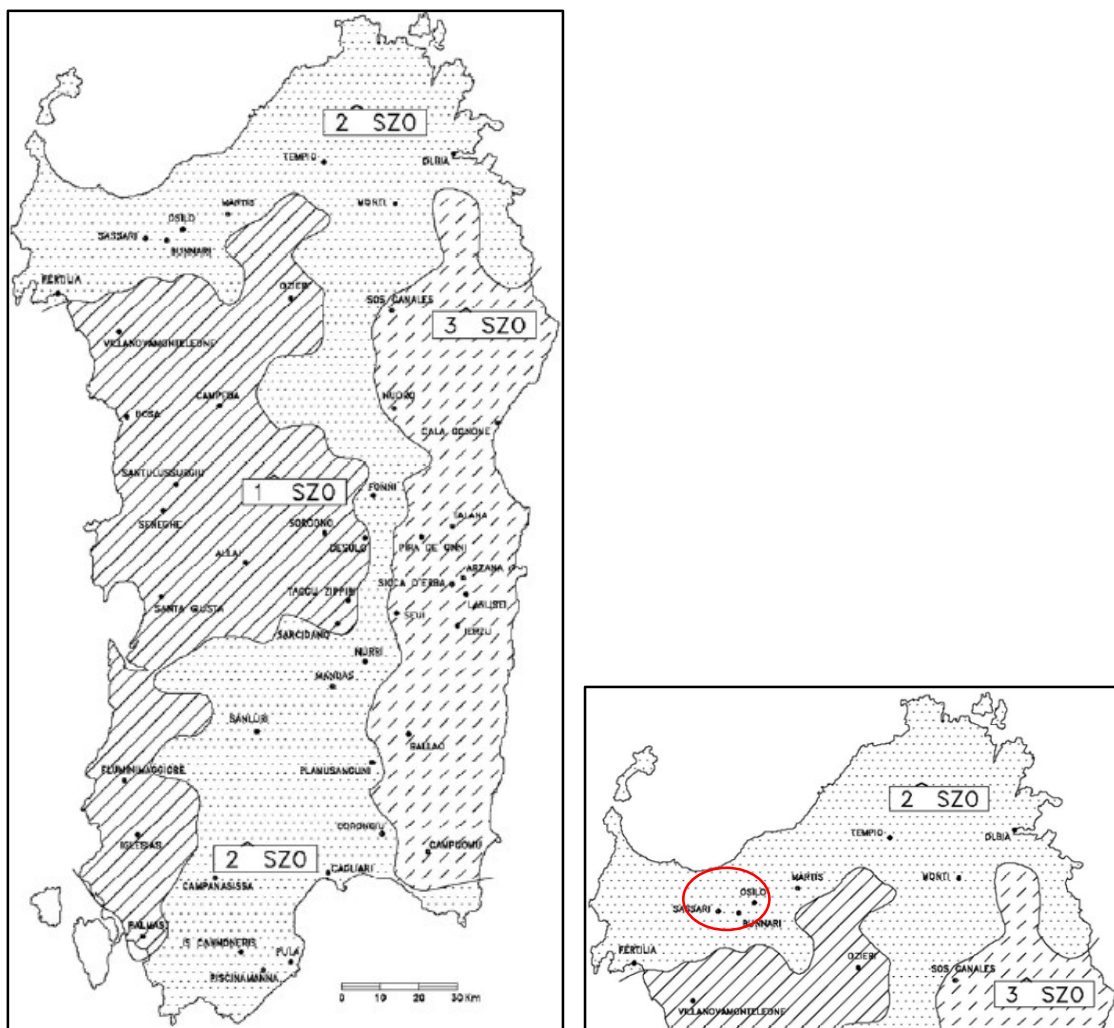 2 SZO
TEMPIO
OLBIA
MARTIS
MONTI
OSILO
SASSARI
BUNNARI
FERTILIA
OZIERI
SOS CANALES
3 SZO
VILLANOVAMONTELEONE
CAMPEDA
NUORO
BOSA
CALA GONONE
SANTULUSSURGIU
1 SZO
FONNI
SENEGHE
SORGONO
TALANA
DESULO
PIRA DE ONNI
ALLAI
ARZANA
SICCA D'ERBA
TACCU ZIPPIRI
SANTA GIUSTA
LANUSEI
SEUI
SARCIDANO
JERZU
NURRI
MANDAS
SANLURI
BALLAO
FLUMINIMAGGIORE
PLANUSANGUNI
CORONGIU
IGLESIAS
2 SZO
CAMPUOMU
CAGLIARI
CAMPANASISSA
PALMAS
IS CANNONERIS
PULA
PISCINAMANNA
0 10 20 30 Km
2 SZO
TEMPIO
OLBIA
MARTIS
MONTI
OSILO
SASSARI
BUNNARI
FERTILIA
OZIERI
SOS CANALES
3 SZO
VILLANOVAMONTELEONE